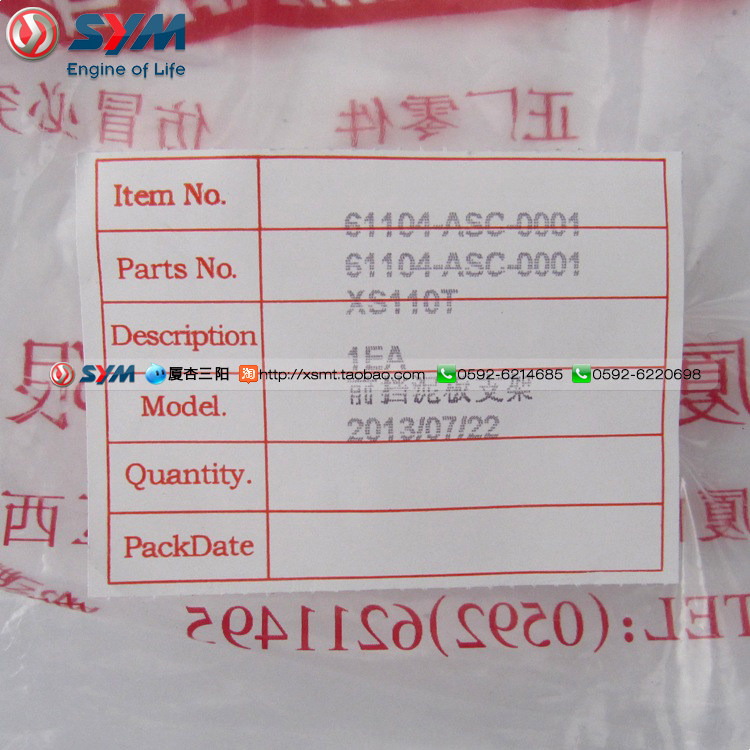 SYM
Engine of Life
仿冒必究
正厂零件
Item No.
61104-ASC-0001
Parts No.
61104-ASC-0001
XS110T
Description
1EA
SYM 厦杏三阳 淘 http://xsmt.taobao.com 0592-6214685 0592-6220698
前挡泥板支架
Model.
2013/07/22
Quantity.
PackDate
TEL:(0592)6211495